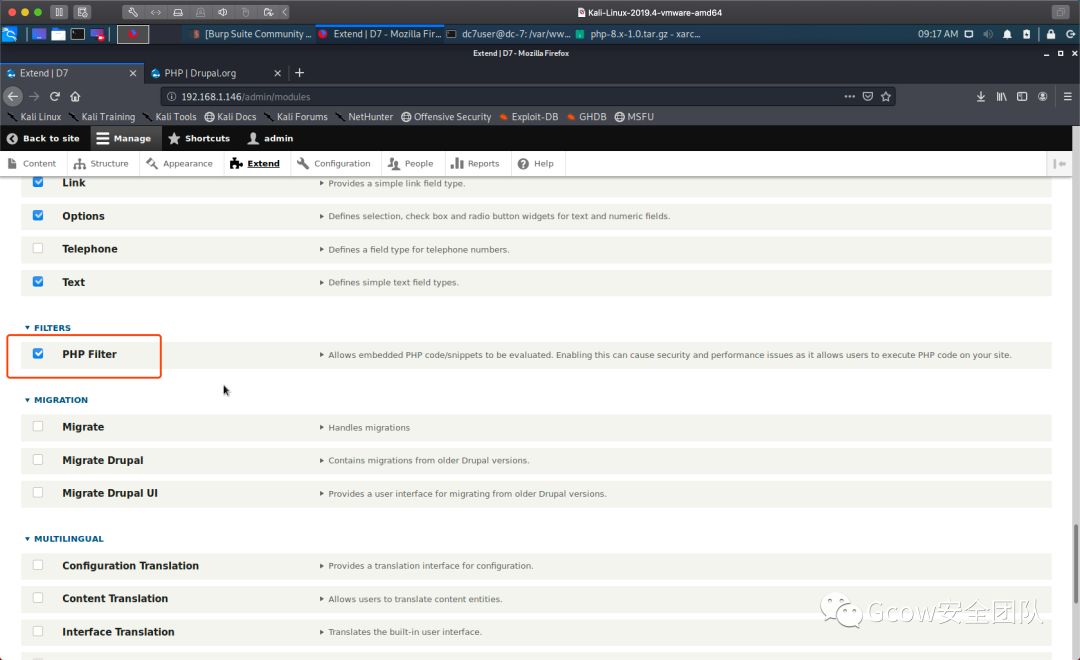 Kali-Linux-2019.4-vmware-amd64
[Burp Suite Community ... Extend | D7 - Mozilla Fir... dc7user@dc-7: /var/ww... php-8.x-1.0.tar.gz - xarc... 09:17 AM
Extend | D7 - Mozilla Firefox
Extend | D7 PHP | Drupal.org
192.168.1.146/admin/modules
Kali Linux Kali Training Kali Tools Kali Docs Kali Forums NetHunter Offensive Security Exploit-DB GHDB MSFU
Back to site Manage Shortcuts admin
Content Structure Appearance Extend Configuration People Reports Help
Link Provides a simple link field type.
Options Defines selection, check box and radio button widgets for text and numeric fields.
Telephone Defines a field type for telephone numbers.
Text Defines simple text field types.
FILTERS
PHP Filter Allows embedded PHP code/snippets to be evaluated. Enabling this can cause security and performance issues as it allows users to execute PHP code on your site.
MIGRATION
Migrate Handles migrations
Migrate Drupal Contains migrations from older Drupal versions.
Migrate Drupal UI Provides a user interface for migrating from older Drupal versions.
MULTILINGUAL
Configuration Translation Provides a translation interface for configuration.
Content Translation Allows users to translate content entities.
Interface Translation Translates the built-in user interface.
Gcow安全团队